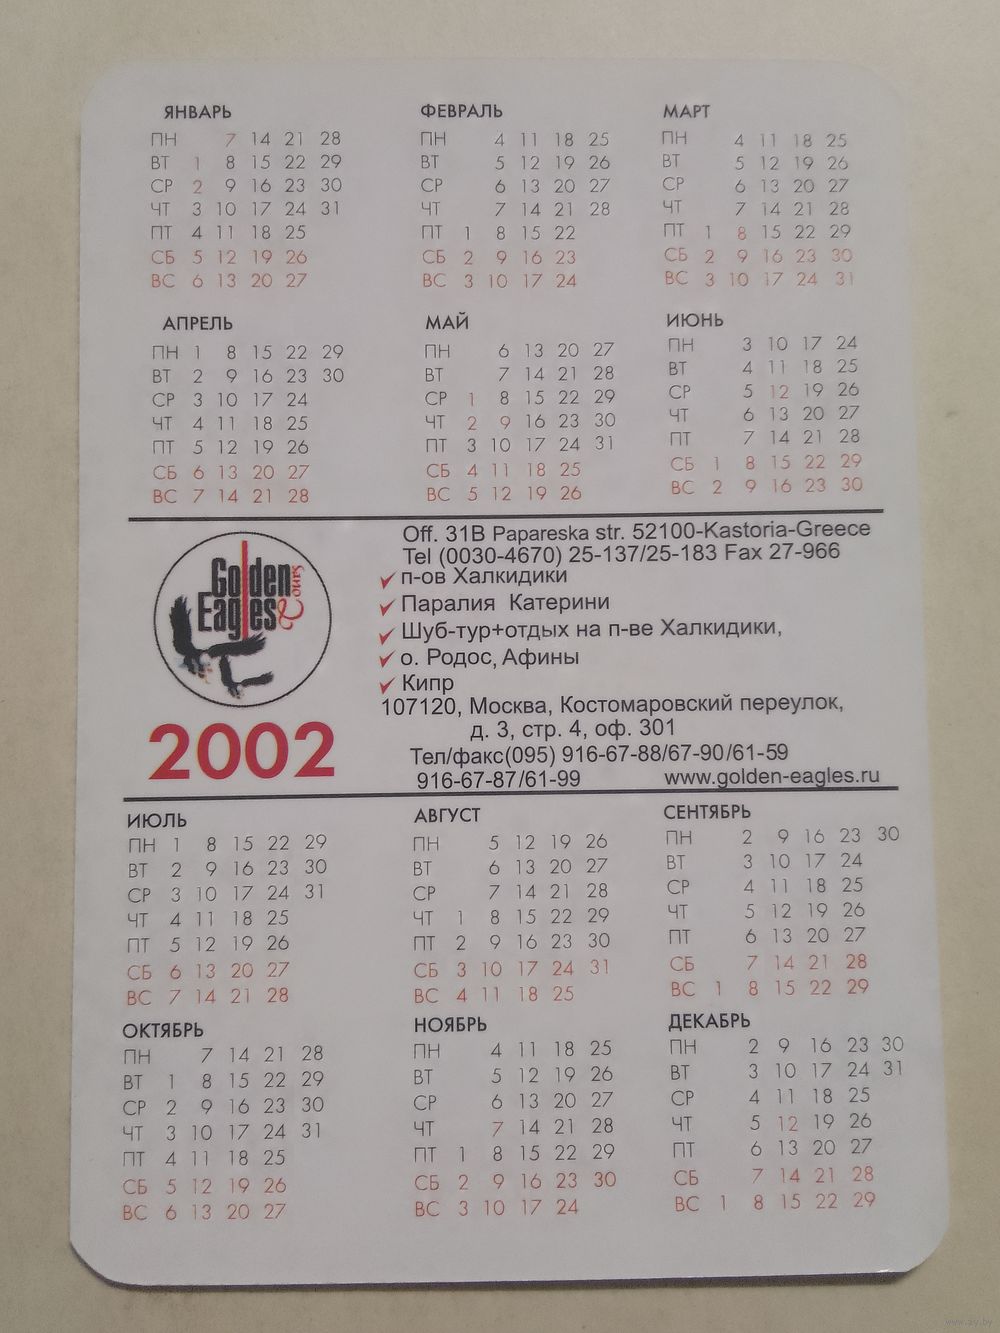 ЯНВАРЬ
ПН 7 14 21 28
ВТ 1 8 15 22 29
СР 2 9 16 23 30
ЧТ 3 10 17 24 31
ПТ 4 11 18 25
СБ 5 12 19 26
ВС 6 13 20 27
ФЕВРАЛЬ
ПН 4 11 18 25
ВТ 5 12 19 26
СР 6 13 20 27
ЧТ 7 14 21 28
ПТ 1 8 15 22
СБ 2 9 16 23
ВС 3 10 17 24
МАРТ
ПН 4 11 18 25
ВТ 5 12 19 26
СР 6 13 20 27
ЧТ 7 14 21 28
ПТ 1 8 15 22 29
СБ 2 9 16 23 30
ВС 3 10 17 24 31
АПРЕЛЬ
ПН 1 8 15 22 29
ВТ 2 9 16 23 30
СР 3 10 17 24
ЧТ 4 11 18 25
ПТ 5 12 19 26
СБ 6 13 20 27
ВС 7 14 21 28
МАЙ
ПН 6 13 20 27
ВТ 7 14 21 28
СР 1 8 15 22 29
ЧТ 2 9 16 23 30
ПТ 3 10 17 24 31
СБ 4 11 18 25
ВС 5 12 19 26
ИЮНЬ
ПН 3 10 17 24
ВТ 4 11 18 25
СР 5 12 19 26
ЧТ 6 13 20 27
ПТ 7 14 21 28
СБ 1 8 15 22 29
ВС 2 9 16 23 30
Golden
Eagles
Tours
2002
Off. 31B Papareska str. 52100-Kastoria-Greece
Tel (0030-4670) 25-137/25-183 Fax 27-966
п-ов Халкидики
Паралия Катерини
Шуб-тур+отдых на п-ве Халкидики,
о. Родос, Афины
Кипр
107120, Москва, Костомаровский переулок,
д. 3, стр. 4, оф. 301
Тел/факс(095) 916-67-88/67-90/61-59
916-67-87/61-99 www.golden-eagles.ru
ИЮЛЬ
ПН 1 8 15 22 29
ВТ 2 9 16 23 30
СР 3 10 17 24 31
ЧТ 4 11 18 25
ПТ 5 12 19 26
СБ 6 13 20 27
ВС 7 14 21 28
АВГУСТ
ПН 5 12 19 26
ВТ 6 13 20 27
СР 7 14 21 28
ЧТ 1 8 15 22 29
ПТ 2 9 16 23 30
СБ 3 10 17 24 31
ВС 4 11 18 25
СЕНТЯБРЬ
ПН 2 9 16 23 30
ВТ 3 10 17 24
СР 4 11 18 25
ЧТ 5 12 19 26
ПТ 6 13 20 27
СБ 7 14 21 28
ВС 1 8 15 22 29
ОКТЯБРЬ
ПН 7 14 21 28
ВТ 1 8 15 22 29
СР 2 9 16 23 30
ЧТ 3 10 17 24 31
ПТ 4 11 18 25
СБ 5 12 19 26
ВС 6 13 20 27
НОЯБРЬ
ПН 4 11 18 25
ВТ 5 12 19 26
СР 6 13 20 27
ЧТ 7 14 21 28
ПТ 1 8 15 22 29
СБ 2 9 16 23 30
ВС 3 10 17 24
ДЕКАБРЬ
ПН 2 9 16 23 30
ВТ 3 10 17 24 31
СР 4 11 18 25
ЧТ 5 12 19 26
ПТ 6 13 20 27
СБ 7 14 21 28
ВС 1 8 15 22 29
www.ay.by